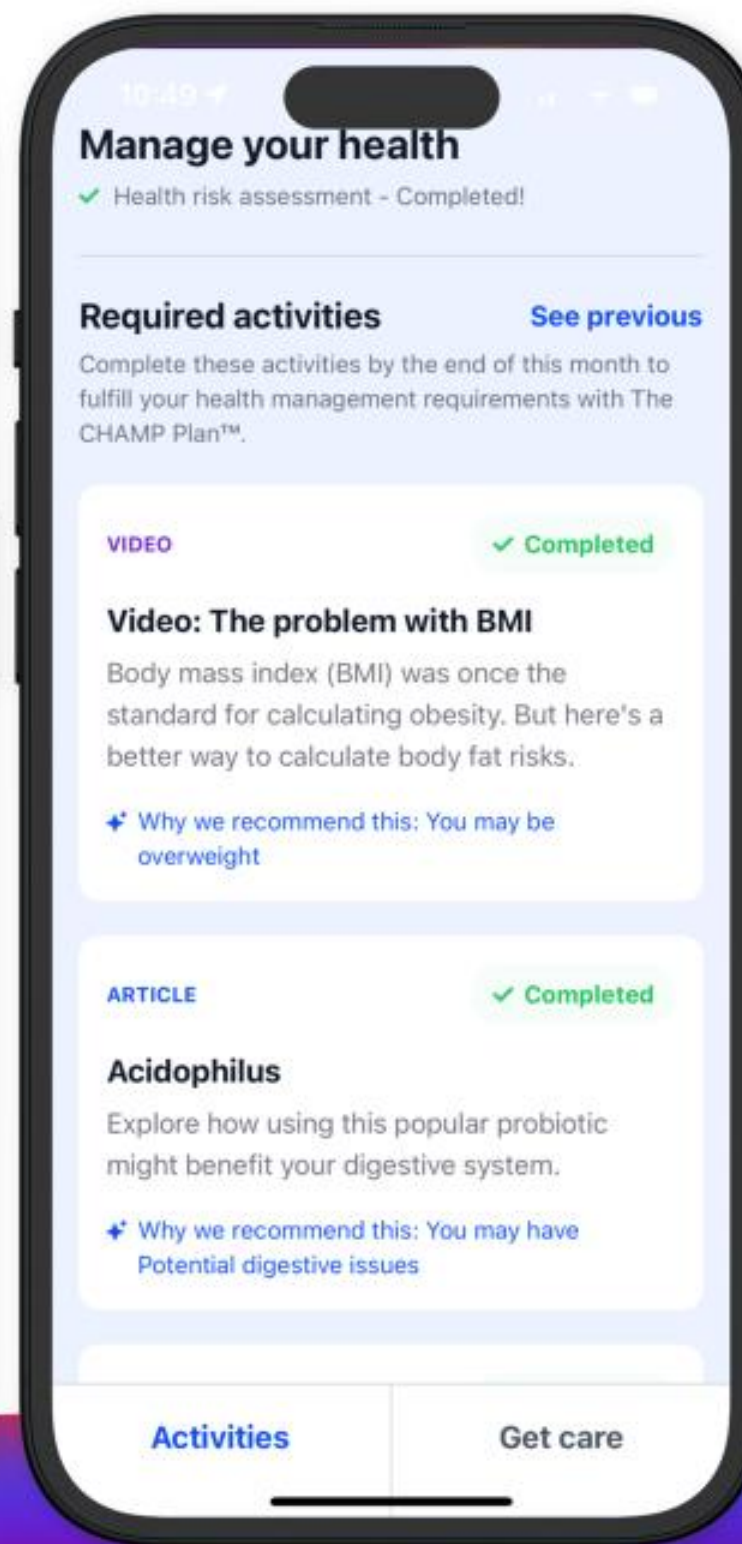 10:49
Manage your health
Health risk assessment - Completed!
Required activities
See previous
Complete these activities by the end of this month to
fulfill your health management requirements with The
CHAMP Plan™.
VIDEO
Completed
Video: The problem with BMI
Body mass index (BMI) was once the
standard for calculating obesity. But here's a
better way to calculate body fat risks.
Why we recommend this: You may be
overweight
ARTICLE
Completed
Acidophilus
Explore how using this popular probiotic
might benefit your digestive system.
Why we recommend this: You may have
Potential digestive issues
Activities
Get care